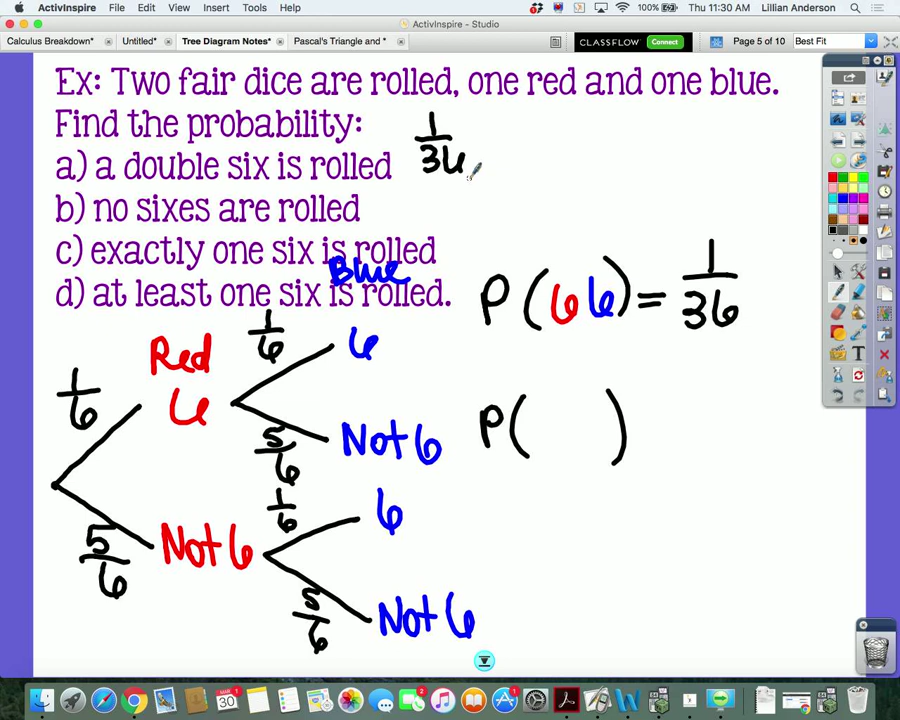 ActivInspire File Edit View Insert Tools Help 100% Thu 11:30 AM Lillian Anderson
ActivInspire - Studio
Calculus Breakdown* Untitled* Tree Diagram Notes* Pascal's Triangle and * CLASSFLOW Connect Page 5 of 10 Best Fit
Ex: Two fair dice are rolled, one red and one blue.
Find the probability:
a) a double six is rolled 1/36
b) no sixes are rolled
c) exactly one six is rolled
d) at least one six is rolled.
Blue
P(6 6) = 1/36
Red
1/6 6
1/6 6
5/6 Not 6
P( )
5/6 Not 6
1/6 6
5/6 Not 6
MAR
30